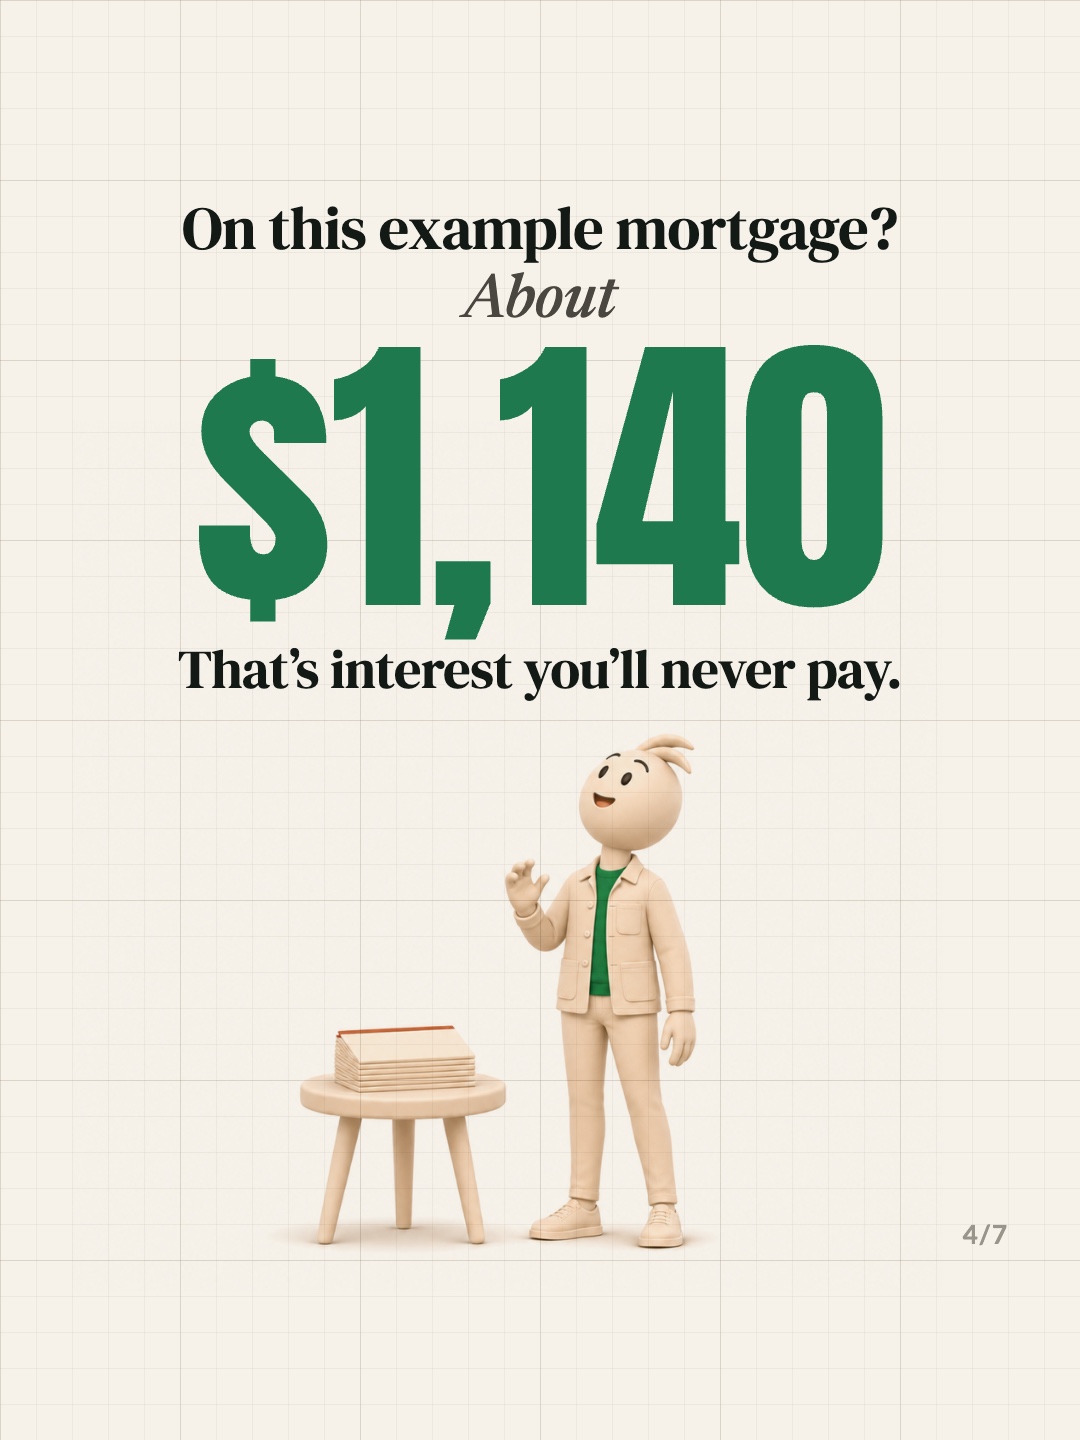 On this example mortgage?
About
$1,140
That’s interest you’ll never pay.
4/7